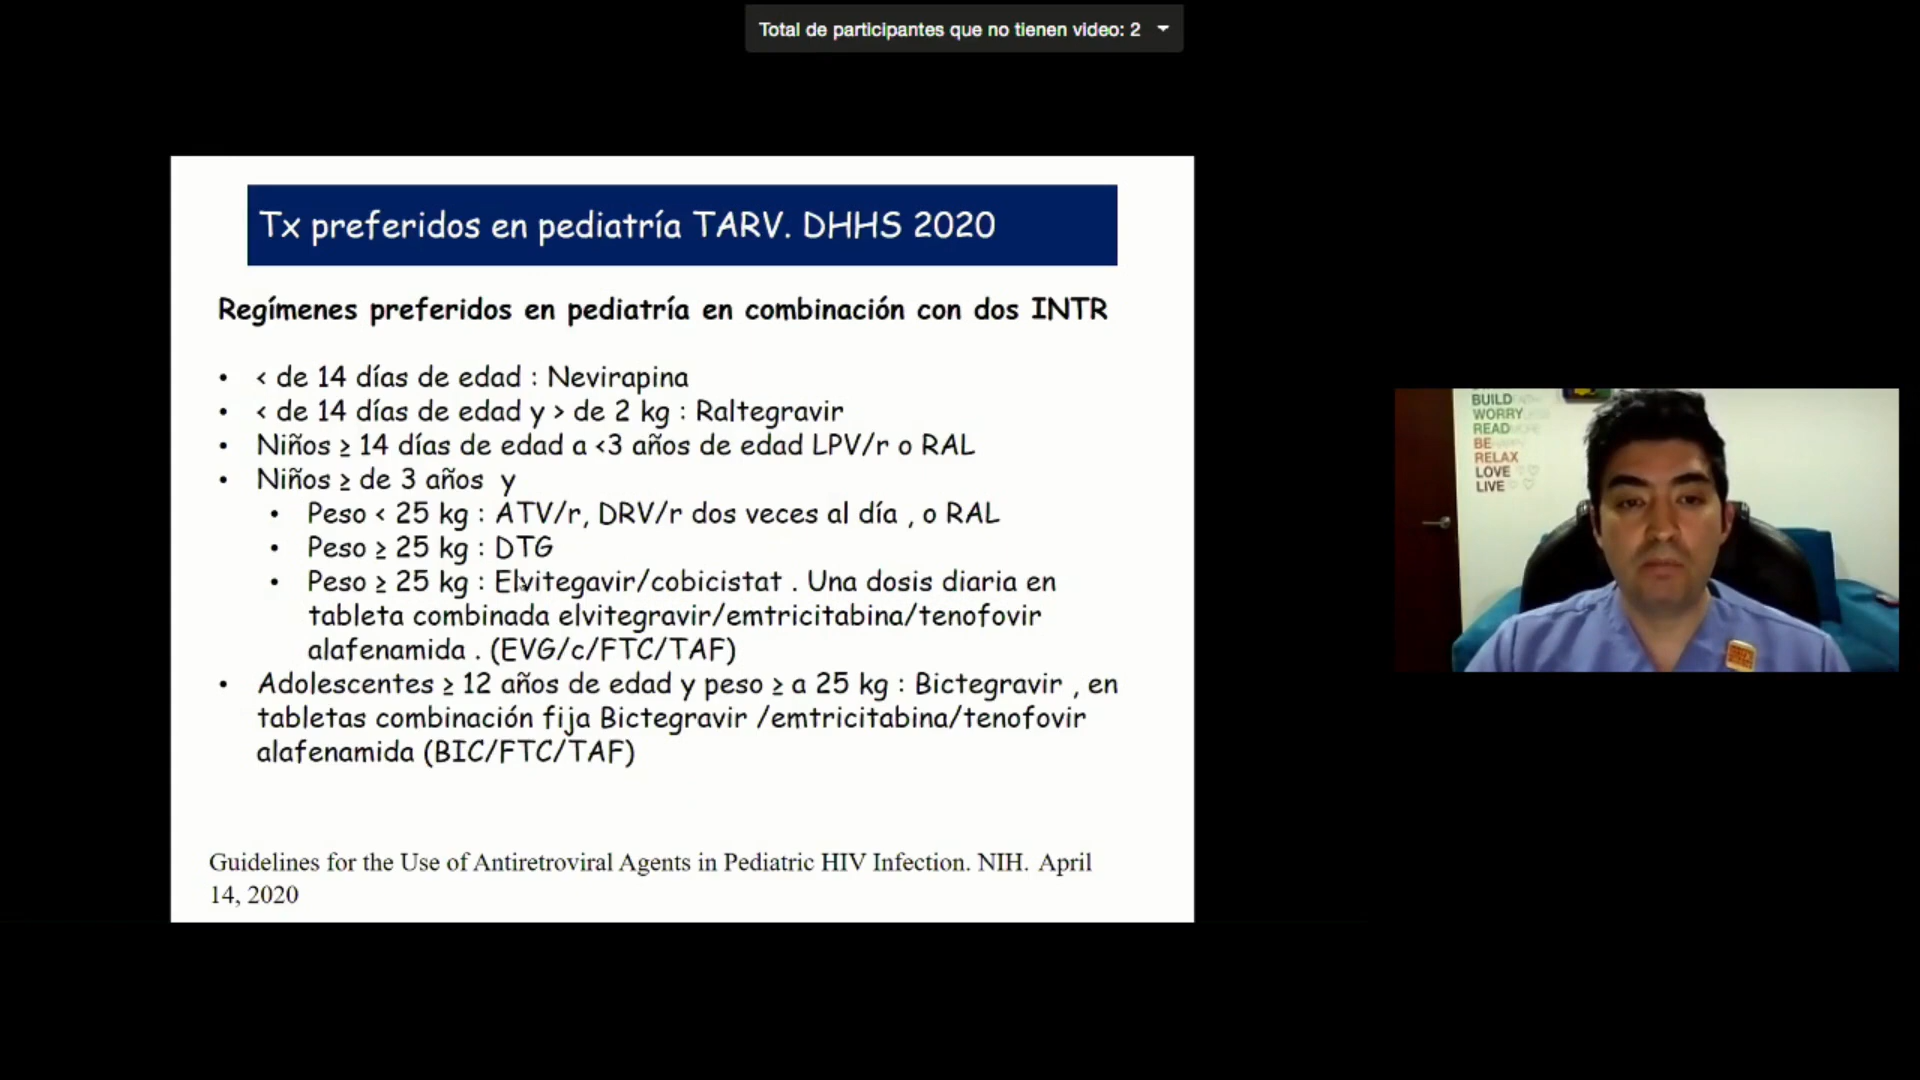 Total de participantes que no tienen video: 2
Tx preferidos en pediatría TARV. DHHS 2020
Regímenes preferidos en pediatría en combinación con dos INTR
• < de 14 días de edad : Nevirapina
• < de 14 días de edad y > de 2 kg : Raltegravir
• Niños ≥ 14 días de edad a <3 años de edad LPV/r o RAL
• Niños ≥ de 3 años y
• Peso < 25 kg : ATV/r, DRV/r dos veces al día , o RAL
• Peso ≥ 25 kg : DTG
• Peso ≥ 25 kg : Elvitegavir/cobicistat . Una dosis diaria en
tableta combinada elvitegravir/emtricitabina/tenofovir
alafenamida . (EVG/c/FTC/TAF)
• Adolescentes ≥ 12 años de edad y peso ≥ a 25 kg : Bictegravir , en
tabletas combinación fija Bictegravir /emtricitabina/tenofovir
alafenamida (BIC/FTC/TAF)
Guidelines for the Use of Antiretroviral Agents in Pediatric HIV Infection. NIH. April
14, 2020
BUILD
WORRY
READ
BE
RELAX
LOVE
LIVE